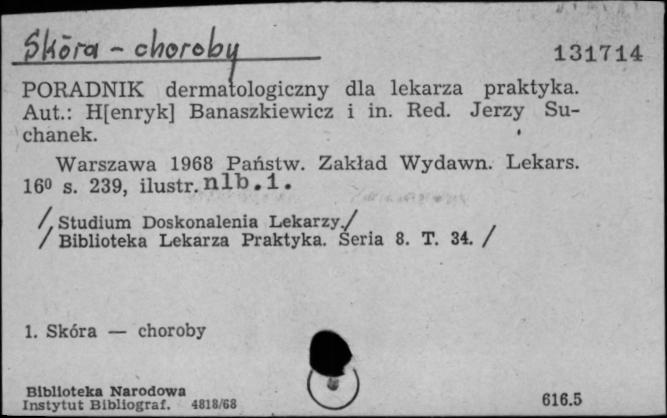 Skóra - choroby
131714
PORADNIK dermatologiczny dla lekarza praktyka.
Aut.: H[enryk] Banaszkiewicz i in. Red. Jerzy Su-
chanek.
Warszawa 1968 Państw. Zakład Wydawn. Lekars.
16⁰ s. 239, ilustr. nlb.1.
/ Studium Doskonalenia Lekarzy./
/ Biblioteka Lekarza Praktyka. Seria 8. T. 34. /
1. Skóra — choroby
Biblioteka Narodowa
Instytut Bibliograf. 4818/68
616.5